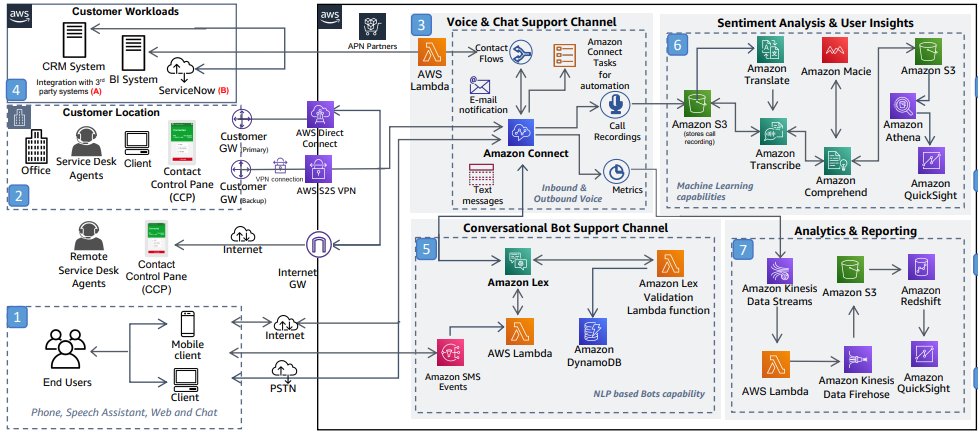 aws
Customer Workloads
CRM System
BI System
Integration with 3rd
party systems (A)
ServiceNow (B)
4
APN Partners
aws
Customer Location
Office
Service Desk
Agents
Client
Contact
Control Pane
(CCP)
2
Customer
GW (Primary)
AWS Direct
Connect
VPN connection
Customer
GW (Backup)
AWS S2S VPN
Remote
Service Desk
Agents
Contact
Control Pane
(CCP)
Internet
Internet
GW
1
End Users
Mobile
client
Client
Internet
PSTN
Phone, Speech Assistant, Web and Chat
3
Voice & Chat Support Channel
AWS
Lambda
Contact
Flows
Amazon
Connect Tasks
for
automation
E-mail
notification
Call
Recordings
Amazon Connect
Text
messages
Metrics
Inbound &
Outbound Voice
5
Conversational Bot Support Channel
Amazon Lex
Amazon Lex
Validation
Lambda function
AWS Lambda
Amazon
DynamoDB
Amazon SMS
Events
NLP based Bots capability
Sentiment Analysis & User Insights
6
Amazon
Translate
Amazon Macie
Amazon S3
Amazon S3
(stores call
recording)
Amazon
Transcribe
Amazon
Comprehend
Amazon
Athena
Amazon
QuickSight
Machine Learning
capabilities
Analytics & Reporting
7
Amazon Kinesis
Data Streams
Amazon S3
Amazon
Redshift
AWS Lambda
Amazon Kinesis
Data Firehose
Amazon
QuickSight